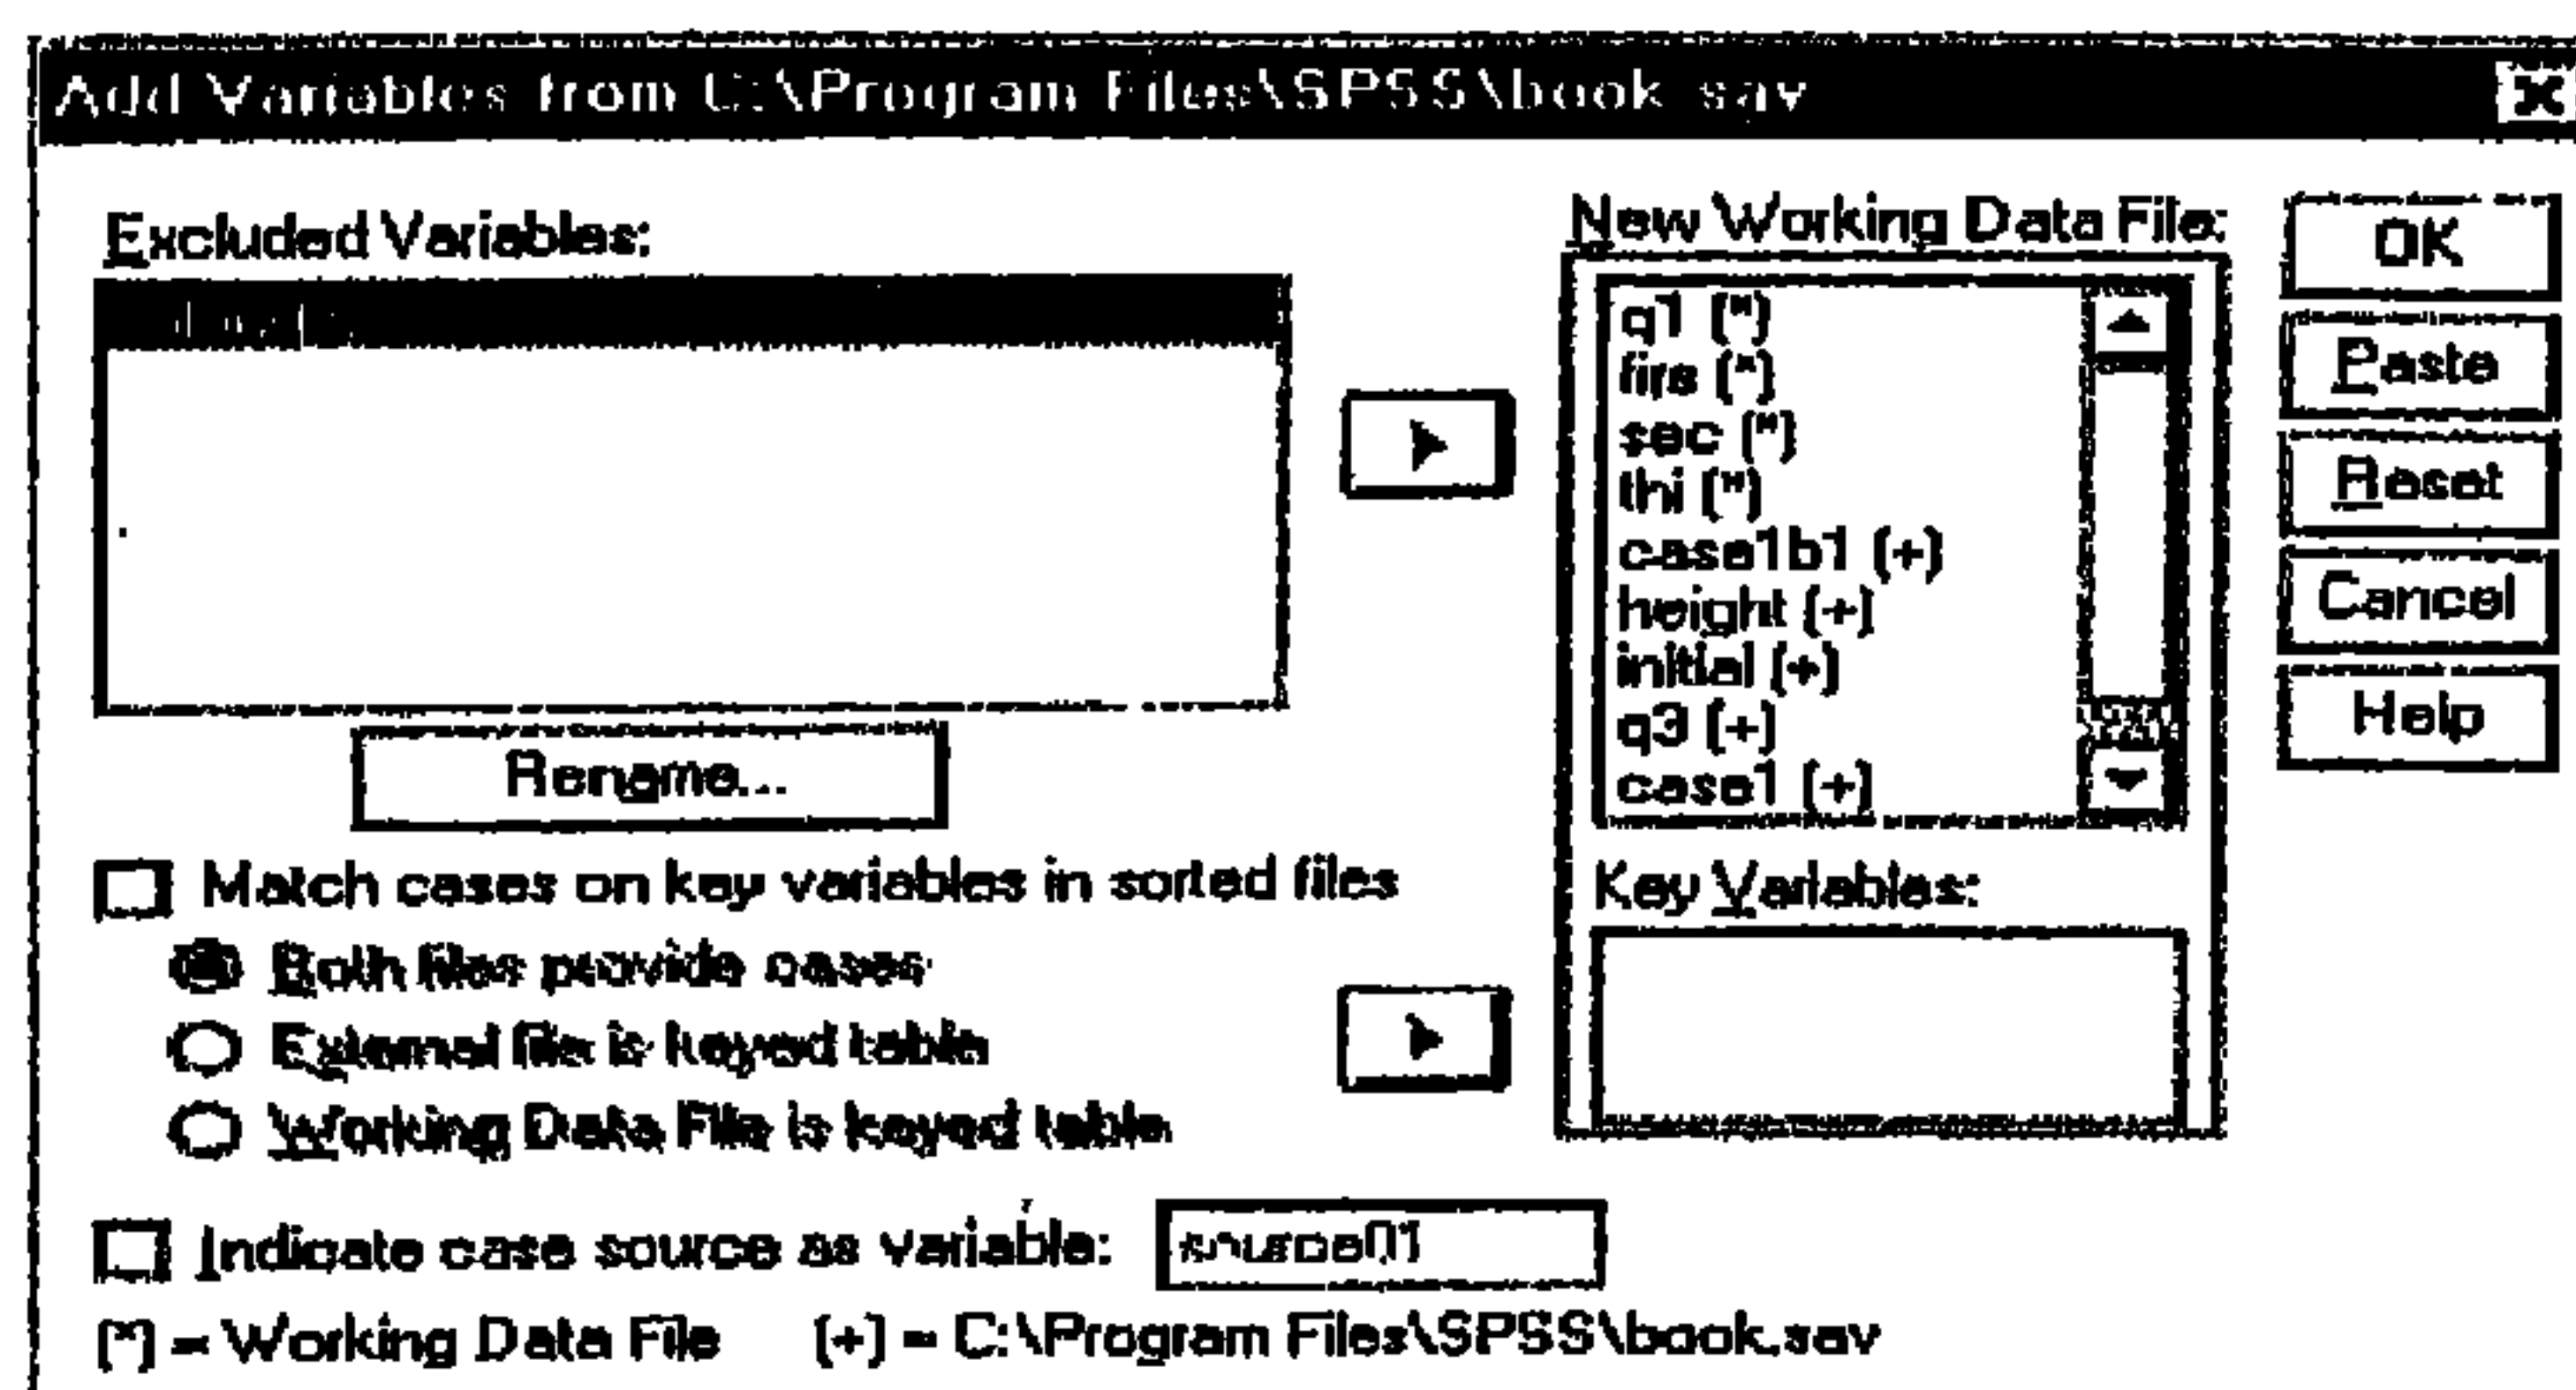 Add Variables from C:\Program Files\SPSS\book.sav
Excluded Variables:
Rename...
Match cases on key variables in sorted files
Both files provide cases
External file is keyed table
Working Data File is keyed table
Indicate case source as variable: source01
[*] = Working Data File (+) = C:\Program Files\SPSS\book.sav
New Working Data File:
q1 (*)
firs (*)
sec (*)
thi (*)
case1b1 (+)
height (+)
initial (+)
q3 (+)
case1 (+)
Key Variables:
OK
Paste
Reset
Cancel
Help